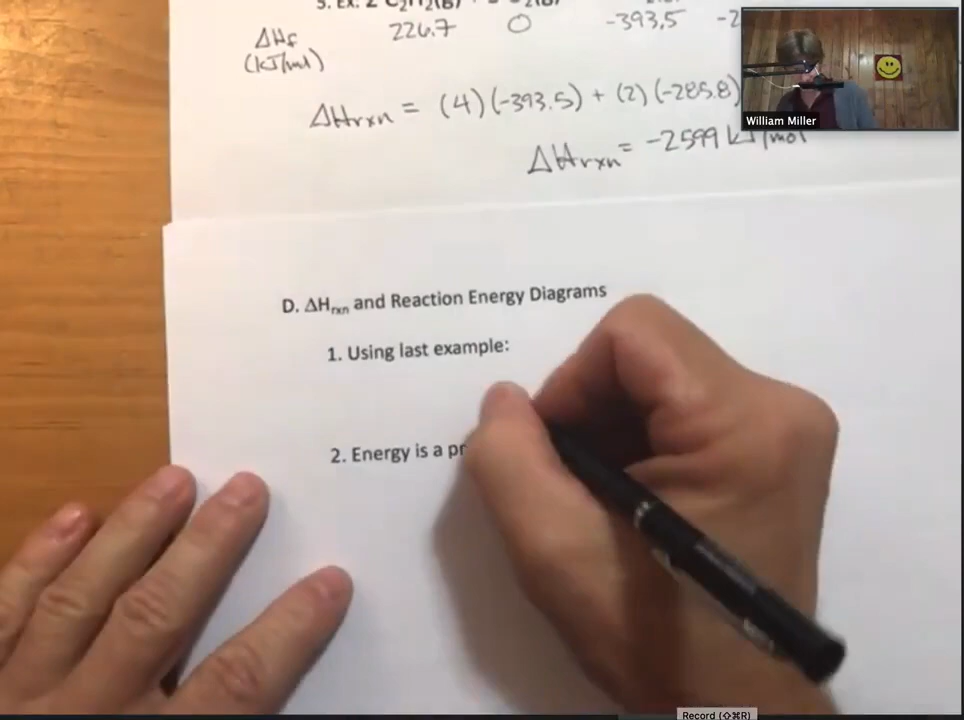 ΔHf 226.7 0 -393.5 -2
(kJ/mol)
ΔHrxn = (4)(-393.5) + (2)(-285.8)
ΔHrxn = -2599 kJ/mol
William Miller
D. ΔHrxn and Reaction Energy Diagrams
1. Using last example:
2. Energy is a pr
Record (⇧⌘R)